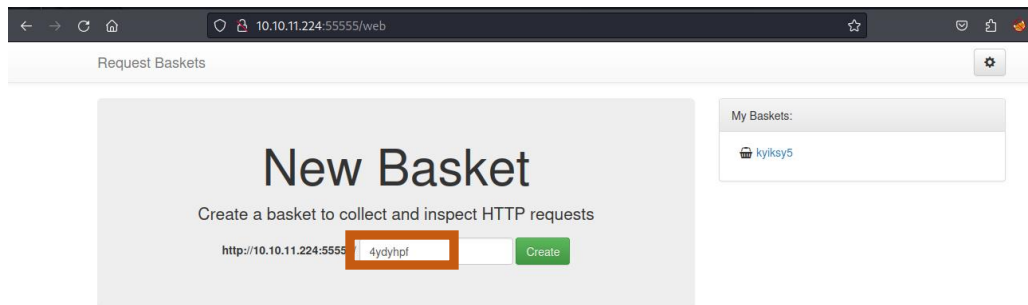 10.10.11.224:55555/web
Request Baskets
New Basket
Create a basket to collect and inspect HTTP requests
http://10.10.11.224:5555 4ydyhpf Create
My Baskets:
kyiksy5